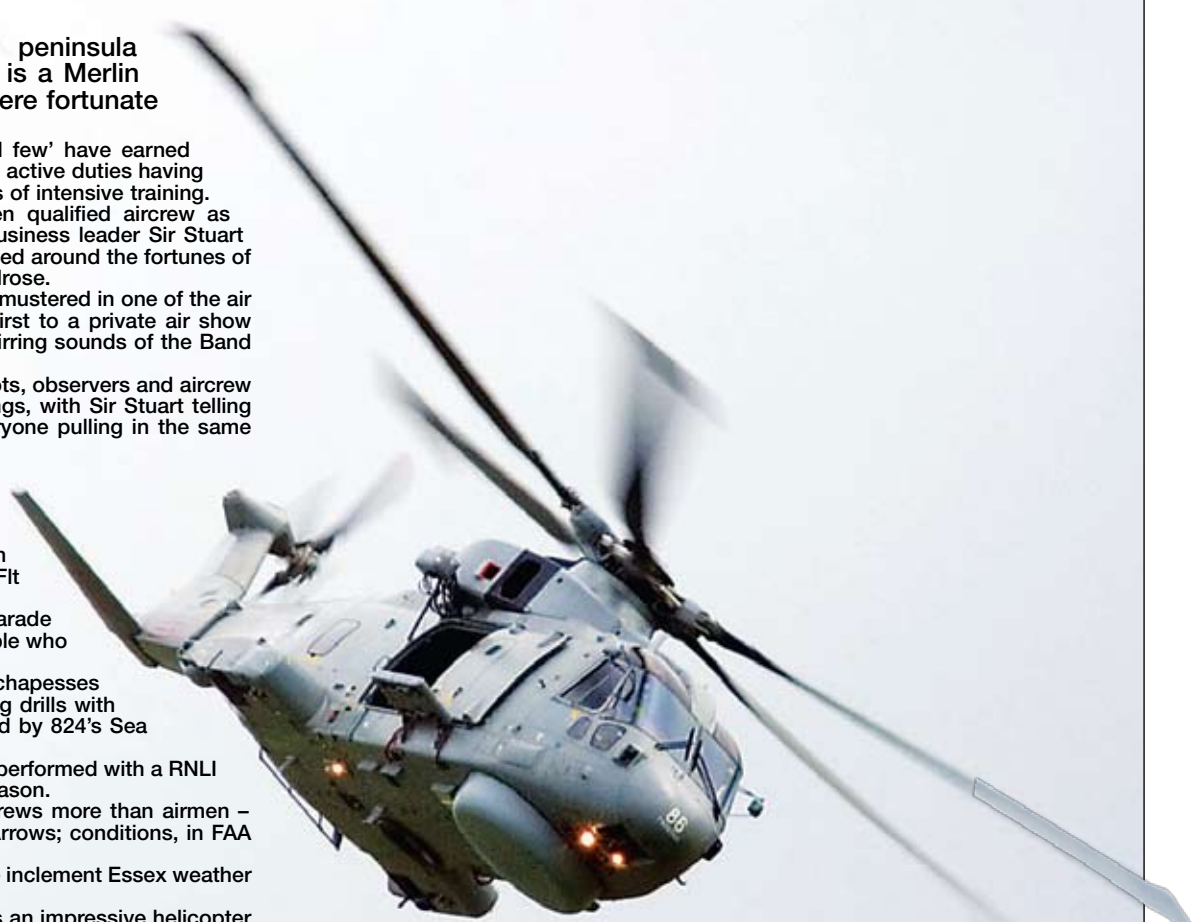 peninsula
is a Merlin
ere fortunate
few’ have earned
active duties having
s of intensive training.
en qualified aircrew as
usiness leader Sir Stuart
ed around the fortunes of
drose.
mustered in one of the air
irst to a private air show
irring sounds of the Band
ots, observers and aircrew
ngs, with Sir Stuart telling
ryone pulling in the same
n
Flt
arade
ple who
chapesses
g drills with
d by 824’s Sea
performed with a RNLI
ason.
rews more than airmen –
arrows; conditions, in FAA
inclement Essex weather
s an impressive helicopter
86